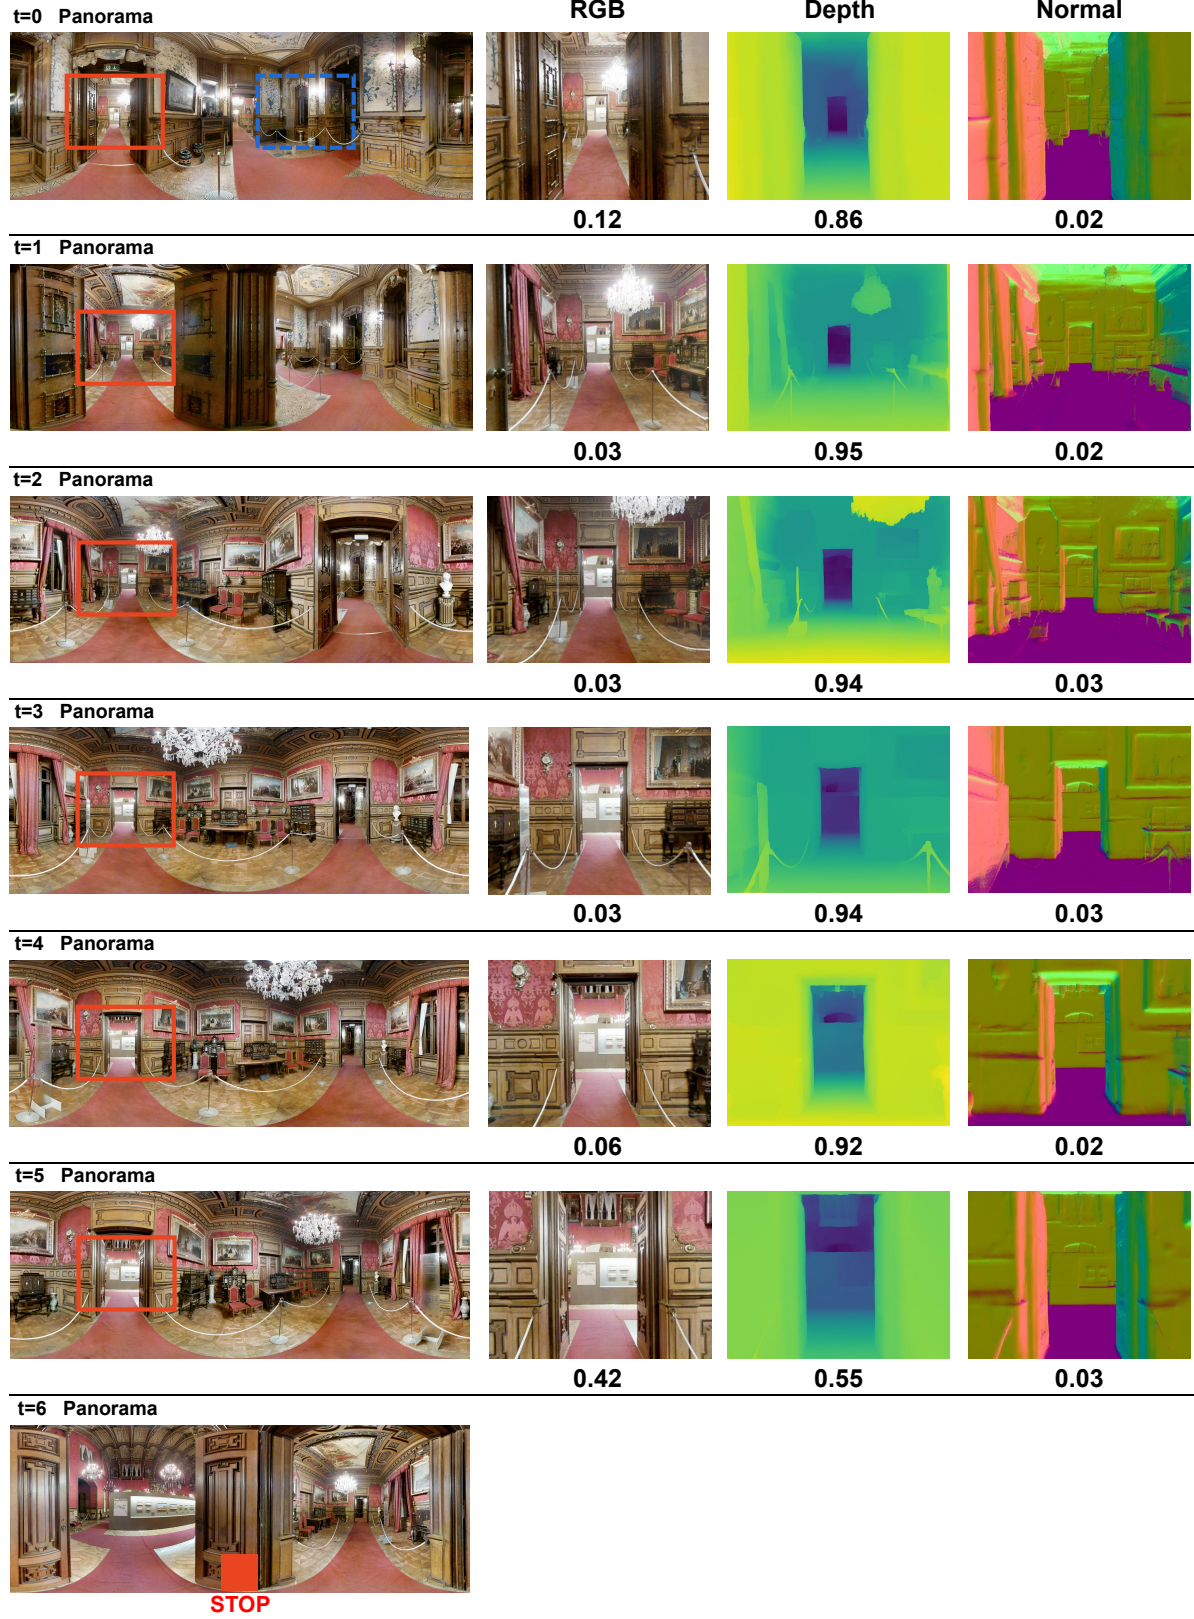 RGB Depth Normal
t=0 Panorama
0.12 0.86 0.02
t=1 Panorama
0.03 0.95 0.02
t=2 Panorama
0.03 0.94 0.03
t=3 Panorama
0.03 0.94 0.03
t=4 Panorama
0.06 0.92 0.02
t=5 Panorama
0.42 0.55 0.03
t=6 Panorama
STOP